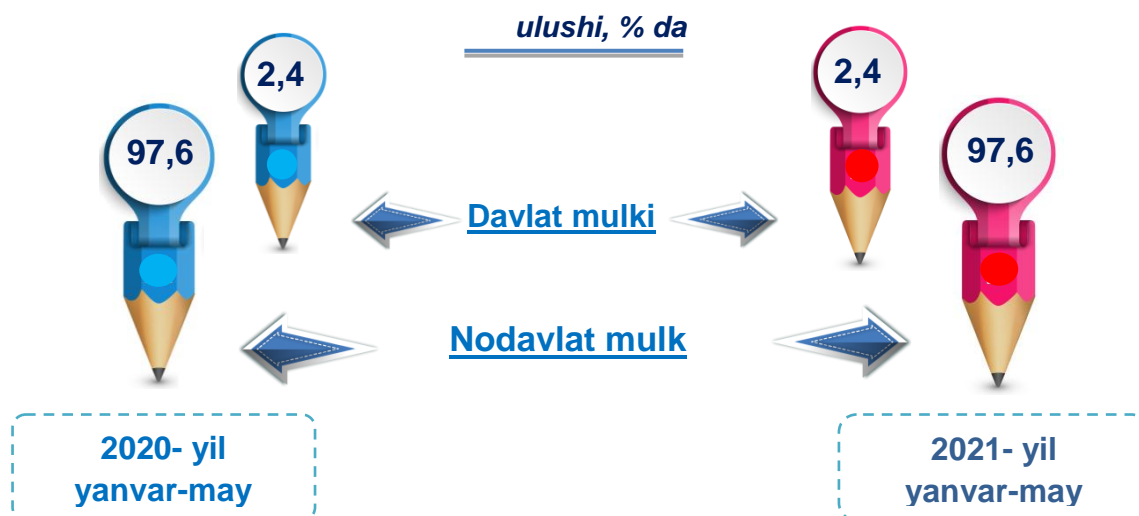 ulushi, % da
2,4
2,4
97,6
97,6
Davlat mulki
Nodavlat mulk
2020- yil
yanvar-may
2021- yil
yanvar-may